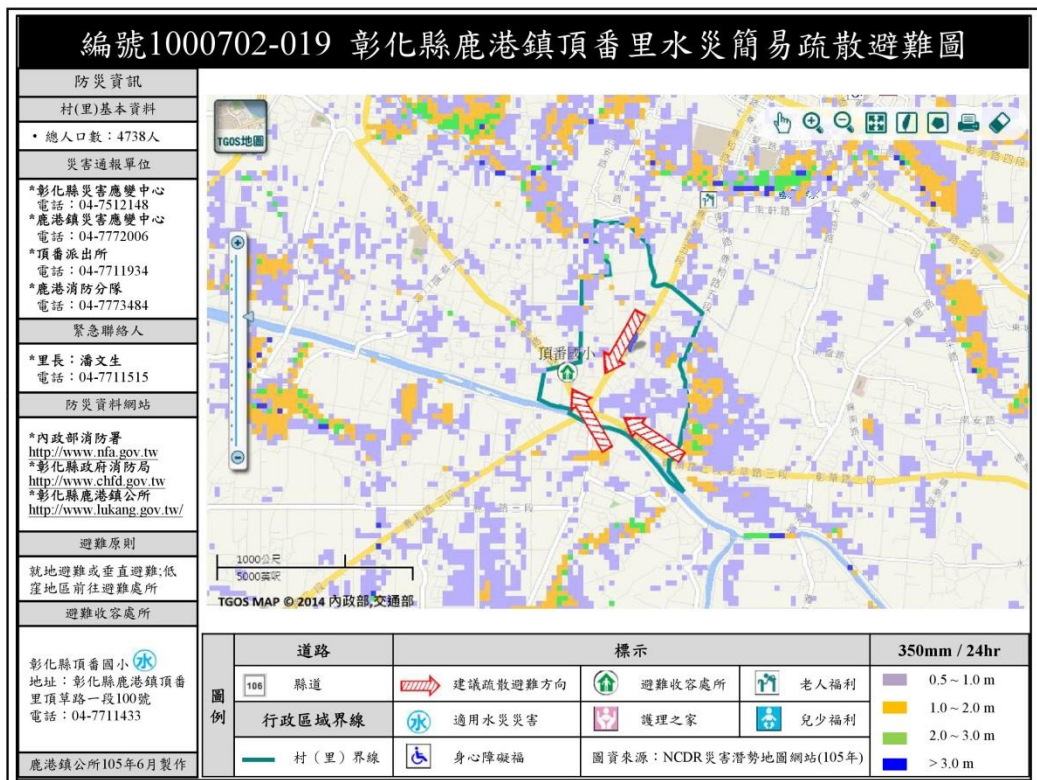 編號1000702-019 彰化縣鹿港鎮頂番里水災簡易疏散避難圖
防災資訊
村(里)基本資料
• 總人口數：4738人
災害通報單位
*彰化縣災害應變中心
電話：04-7512148
*鹿港鎮災害應變中心
電話：04-7772006
*頂番派出所
電話：04-7711934
*鹿港消防分隊
電話：04-7773484
緊急聯絡人
*里長：潘文生
電話：04-7711515
防災資料網站
*內政部消防署
http://www.nfa.gov.tw
*彰化縣政府消防局
http://www.chfd.gov.tw
*彰化縣鹿港鎮公所
http://www.lukang.gov.tw/
避難原則
就地避難或垂直避難;低
窪地區前往避難處所
避難收容處所
彰化縣頂番國小 水
地址：彰化縣鹿港鎮頂番
里頂草路一段100號
電話：04-7711433
鹿港鎮公所105年6月製作
TGOS地圖
頂番國小
1000公尺
5000英呎
TGOS MAP © 2014 內政部,交通部
圖例
道路
標示
350mm / 24hr
106 縣道
建議疏散避難方向
避難收容處所
老人福利
0.5 ~ 1.0 m
行政區域界線
水 適用水災災害
護理之家
兒少福利
1.0 ~ 2.0 m
2.0 ~ 3.0 m
村（里）界線
身心障礙福
圖資來源：NCDR災害潛勢地圖網站(105年)
> 3.0 m